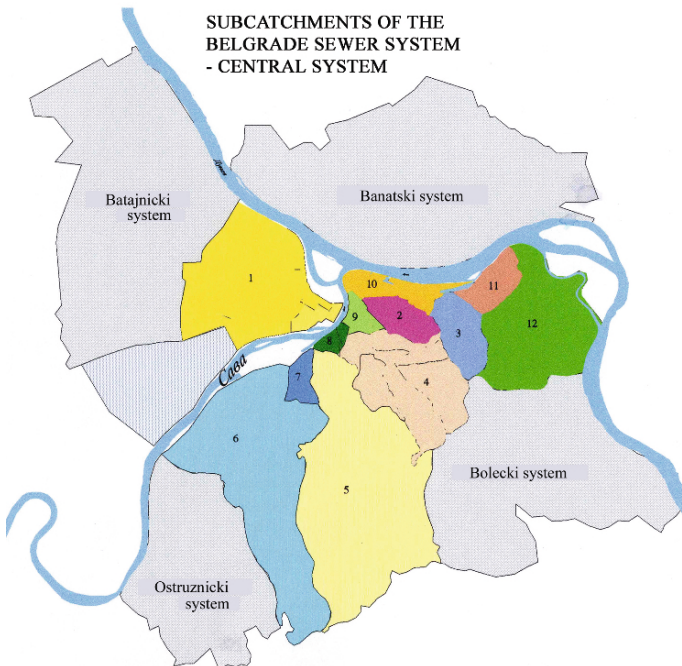 SUBCATCHMENTS OF THE
BELGRADE SEWER SYSTEM
- CENTRAL SYSTEM
Batajnicki
system
Banatski system
1
10
11
9
2
3
12
8
Сава
7
4
6
5
Bolecki system
Ostruznicki
system